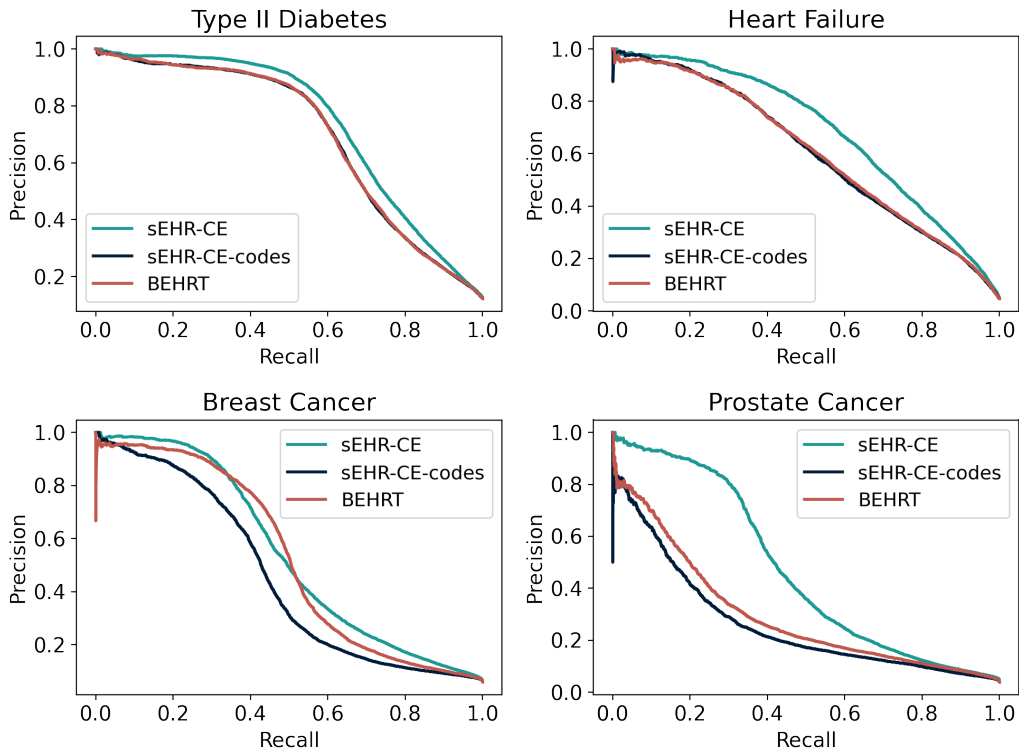 Type II Diabetes
Precision
1.0
0.8
0.6
0.4
0.2
sEHR-CE
sEHR-CE-codes
BEHRT
0.0 0.2 0.4 0.6 0.8 1.0
Recall
Heart Failure
Precision
1.0
0.8
0.6
0.4
0.2
0.0
sEHR-CE
sEHR-CE-codes
BEHRT
0.0 0.2 0.4 0.6 0.8 1.0
Recall
Breast Cancer
Precision
1.0
0.8
0.6
0.4
0.2
sEHR-CE
sEHR-CE-codes
BEHRT
0.0 0.2 0.4 0.6 0.8 1.0
Recall
Prostate Cancer
Precision
1.0
0.8
0.6
0.4
0.2
0.0
sEHR-CE
sEHR-CE-codes
BEHRT
0.0 0.2 0.4 0.6 0.8 1.0
Recall